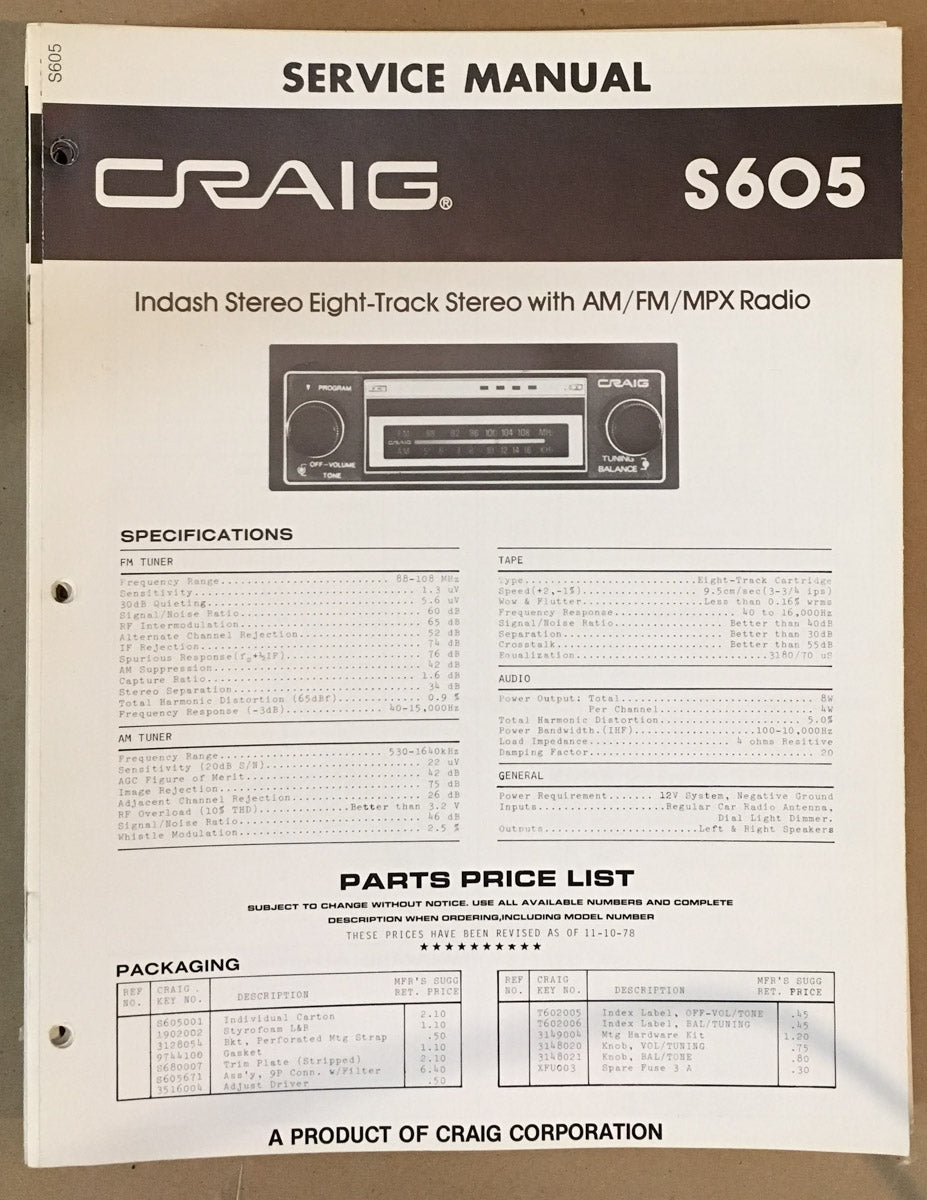 S605
SERVICE MANUAL
CRAIG® S605
Indash Stereo Eight-Track Stereo with AM/FM/MPX Radio
PROGRAM
CRAIG
FM 88 92 96 100 104 108 MHz
CRAIG
AM
OFF-VOLUME
TONE
TUNING
BALANCE
SPECIFICATIONS
FM TUNER
Frequency Range 88-108 MHz
Sensitivity 1.3 uV
30dB Quieting 5.6 uV
Signal/Noise Ratio 60 dB
RF Intermodulation 65 dB
Alternate Channel Rejection 52 dB
IF Rejection 74 dB
Spurious Response(fo+½IF) 76 dB
AM Suppression 42 dB
Capture Ratio 1.6 dB
Stereo Separation 34 dB
Total Harmonic Distortion (65dBf) 0.9 %
Frequency Response (-3dB) 40-15,000Hz
AM TUNER
Frequency Range 530-1640kHz
Sensitivity (20dB S/N) 22 uV
AGC Figure of Merit 42 dB
Image Rejection 75 dB
Adjacent Channel Rejection 26 dB
RF Overload (10% THD) Better than 3.2 V
Signal/Noise Ratio 46 dB
Whistle Modulation 2.5 %
TAPE
Type Eight-Track Cartridge
Speed(+2,-1%) 9.5cm/sec(3-3/4 ips)
Wow & Flutter Less than 0.16% wrms
Frequency Response 40 to 16,000Hz
Signal/Noise Ratio Better than 40dB
Separation Better than 30dB
Crosstalk Better than 55dB
Equalization 3180/70 uS
AUDIO
Power Output: Total 8W
Per Channel 4W
Total Harmonic Distortion 5.0%
Power Bandwidth.(IHF) 100-10,000Hz
Load Impedance 4 ohms Resitive
Damping Factor 20
GENERAL
Power Requirement 12V System, Negative Ground
Inputs Regular Car Radio Antenna,
Dial Light Dimmer.
Outputs Left & Right Speakers
PARTS PRICE LIST
SUBJECT TO CHANGE WITHOUT NOTICE. USE ALL AVAILABLE NUMBERS AND COMPLETE
DESCRIPTION WHEN ORDERING,INCLUDING MODEL NUMBER
THESE PRICES HAVE BEEN REVISED AS OF 11-10-78
★★★★★★★★★★
PACKAGING
REF NO. CRAIG . KEY NO. DESCRIPTION MFR'S SUGG RET. PRICE
S605001 Individual Carton 2.10
1902002 Styrofoam L&R 1.10
3128054 Bkt, Perforated Mtg Strap .50
9744100 Gasket 1.10
S680007 Trim Plate (Stripped) 2.10
S605671 Ass'y, 9P Conn. w/Filter 6.40
3516004 Adjust Driver .50
REF NO. CRAIG KEY NO. DESCRIPTION MFR'S SUGG RET. PRICE
T602005 Index Label, OFF-VOL/TONE .45
T602006 Index Label, BAL/TUNING .45
3149004 Mtg Hardware Kit 1.20
3148020 Knob, VOL/TUNING .75
3148021 Knob, BAL/TONE .80
XFU003 Spare Fuse 3 A .30
A PRODUCT OF CRAIG CORPORATION